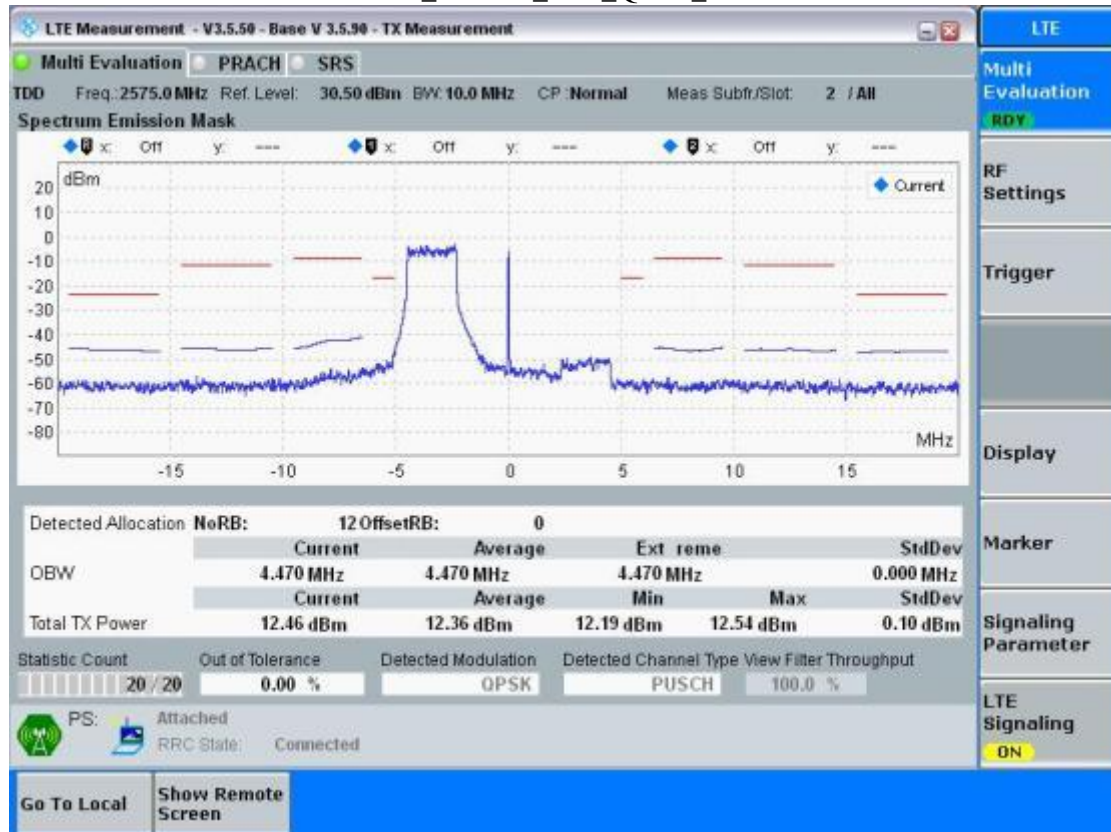 LTE Measurement - V3.5.50 - Base V 3.5.90 - TX Measurement
LTE
Multi Evaluation PRACH SRS
Multi
Evaluation
RDY
TDD Freq.:2575.0 MHz Ref. Level: 30.50 dBm BW: 10.0 MHz CP :Normal Meas Subfr./Slot: 2 / All
Spectrum Emission Mask
R x: Off y: --- 1 x: Off y: --- 2 x: Off y: ---
dBm
Current
20
10
0
-10
-20
-30
-40
-50
-60
-70
-80
MHz
-15 -10 -5 0 5 10 15
RF
Settings
Trigger
Display
Marker
Signaling
Parameter
LTE
Signaling
ON
Detected Allocation NoRB: 12 OffsetRB: 0
Current Average Ext reme StdDev
OBW 4.470 MHz 4.470 MHz 4.470 MHz 0.000 MHz
Current Average Min Max StdDev
Total TX Power 12.46 dBm 12.36 dBm 12.19 dBm 12.54 dBm 0.10 dBm
Statistic Count Out of Tolerance Detected Modulation Detected Channel Type View Filter Throughput
20 / 20 0.00 % QPSK PUSCH 100.0 %
PS: Attached
RRC State: Connected
Go To Local
Show Remote
Screen